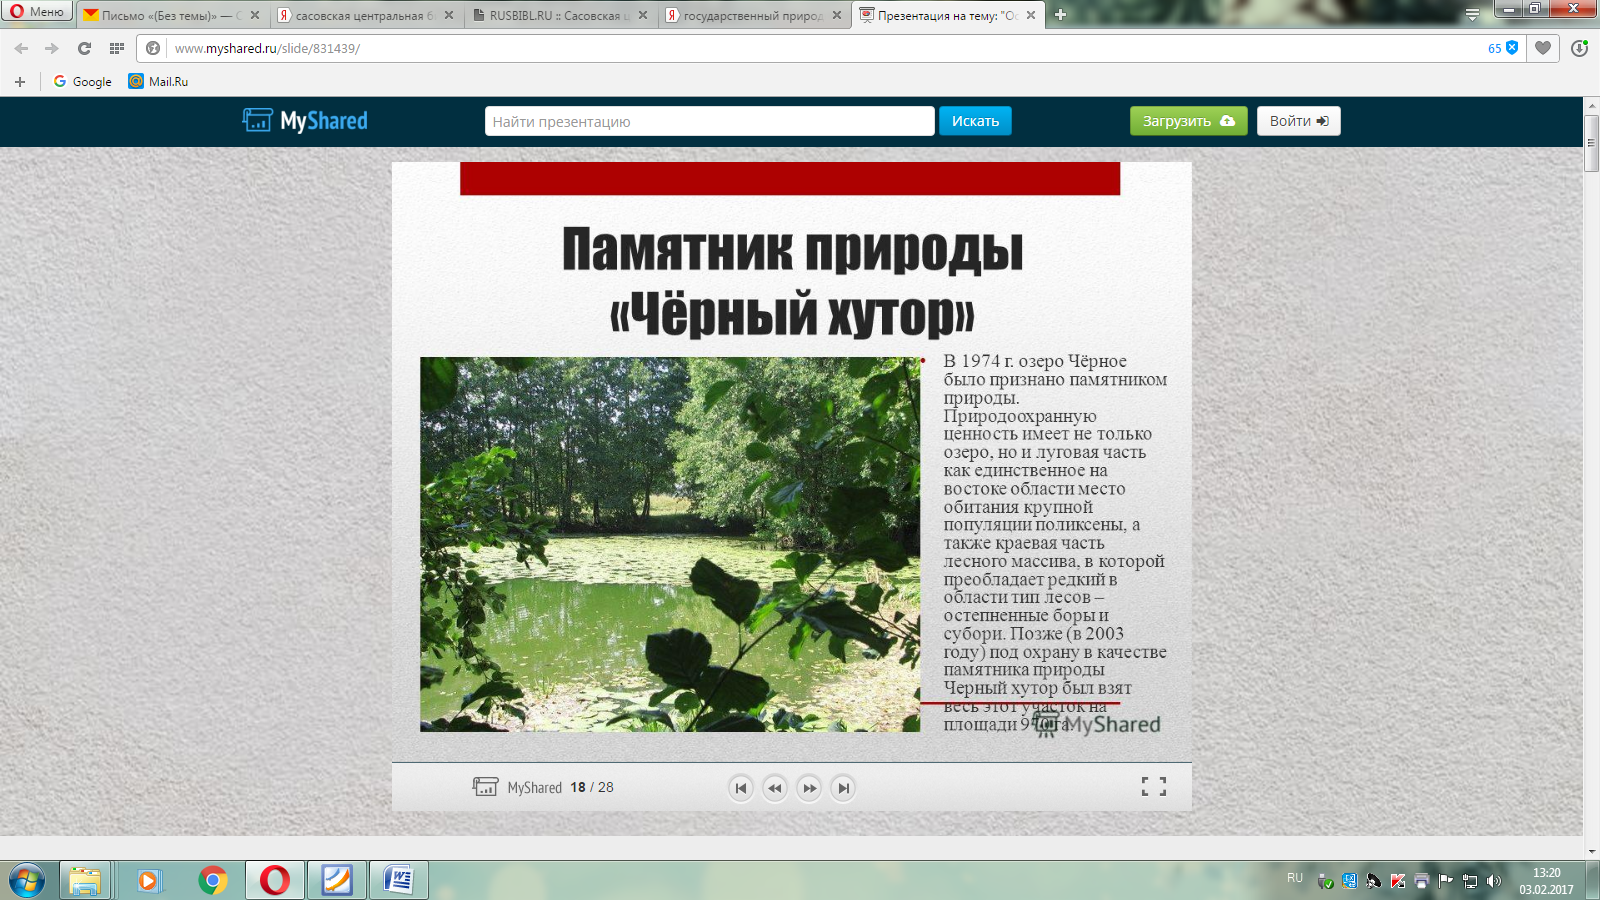 Меню
Письмо «(Без темы)» — С
сасовская центральная б
RUSBIBL.RU :: Сасовская ц
государственный природ
Презентация на тему: "Ос
www.myshared.ru/slide/831439/
65
Google
Mail.Ru
MyShared
Найти презентацию
Искать
Загрузить
Войти
Памятник природы
«Чёрный хутор»
• В 1974 г. озеро Чёрное
было признано памятником
природы.
Природоохранную
ценность имеет не только
озеро, но и луговая часть
как единственное на
востоке области место
обитания крупной
популяции поликсены, а
также краевая часть
лесного массива, в которой
преобладает редкий в
области тип лесов –
остепненные боры и
субори. Позже (в 2003
году) под охрану в качестве
памятника природы
Черный хутор был взят
весь этот участок на
площади га.
MyShared
MyShared 18 / 28
RU
13:20
03.02.2017